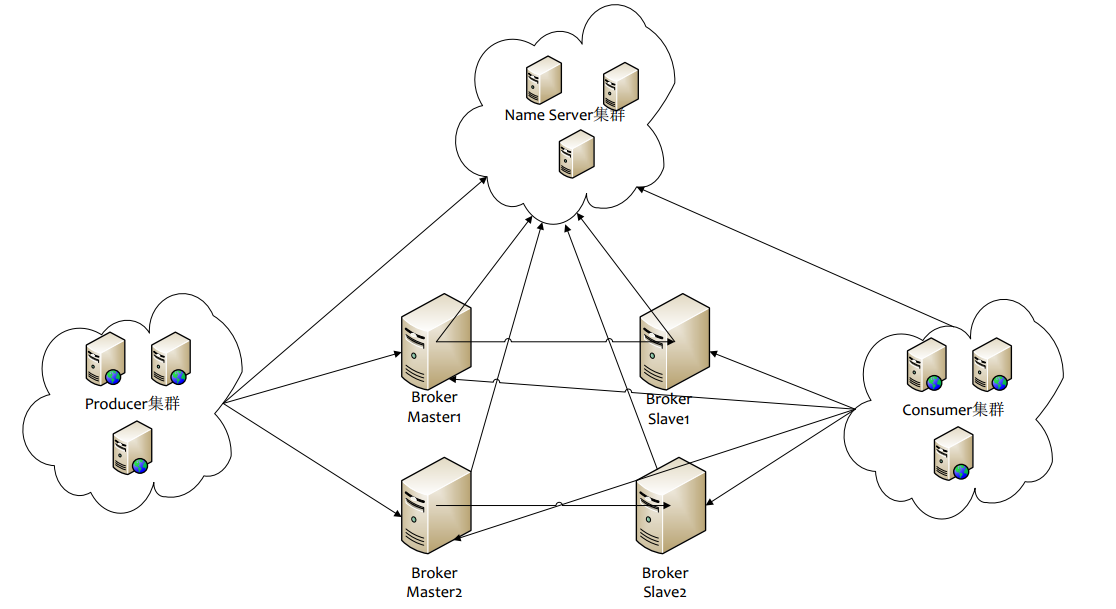 Name Server集群
Producer集群
Broker
Master1
Broker
Slave1
Consumer集群
Broker
Master2
Broker
Slave2